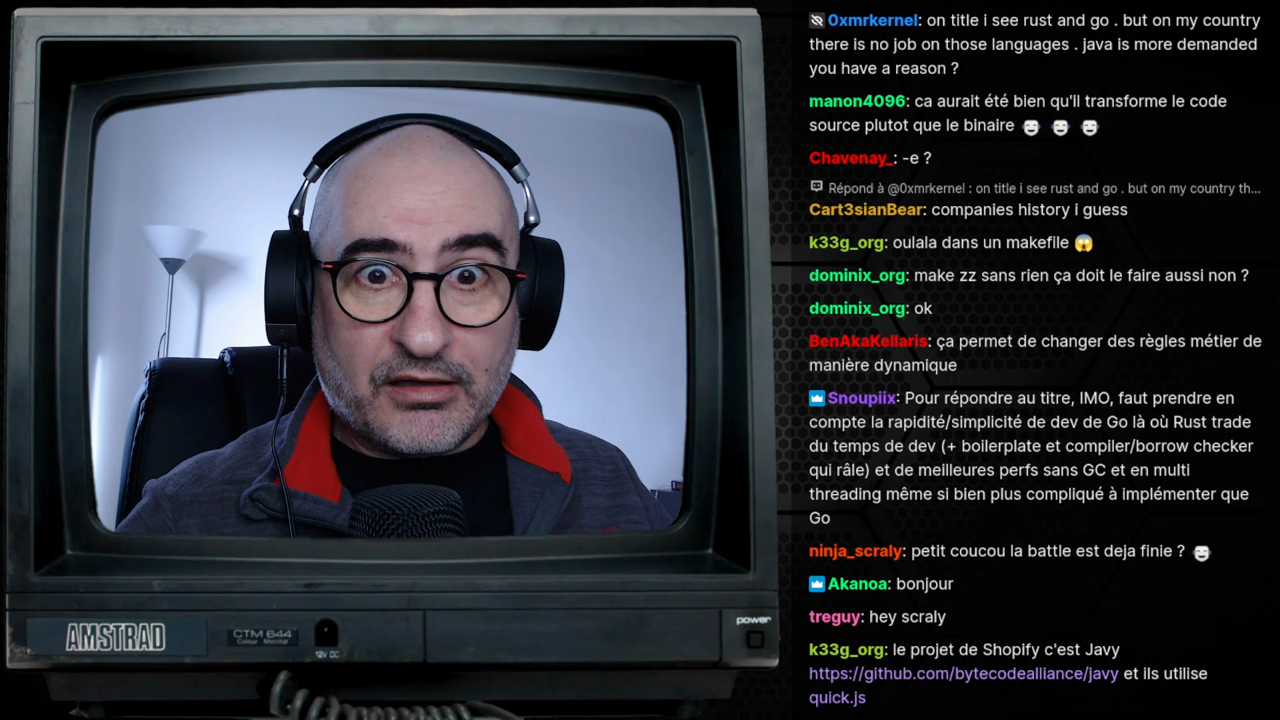 0xmrkernel: on title i see rust and go . but on my country
there is no job on those languages . java is more demanded
you have a reason ?
manon4096: ca aurait été bien qu'il transforme le code
source plutot que le binaire
Chavenay_: -e ?
Répond à @0xmrkernel : on title i see rust and go . but on my country th...
Cart3sianBear: companies history i guess
k33g_org: oulala dans un makefile 😱
dominix_org: make zz sans rien ça doit le faire aussi non ?
dominix_org: ok
BenAkaKellaris: ça permet de changer des règles métier de
manière dynamique
Snoupiix: Pour répondre au titre, IMO, faut prendre en
compte la rapidité/simplicité de dev de Go là où Rust trade
du temps de dev (+ boilerplate et compiler/borrow checker
qui râle) et de meilleures perfs sans GC et en multi
threading même si bien plus compliqué à implémenter que
Go
ninja_scraly: petit coucou la battle est deja finie ?
Akanoa: bonjour
treguy: hey scraly
k33g_org: le projet de Shopify c'est Javy
https://github.com/bytecodealliance/javy et ils utilise
quick.js
AMSTRAD
CTM 644
Colour Monitor
12V DC
power